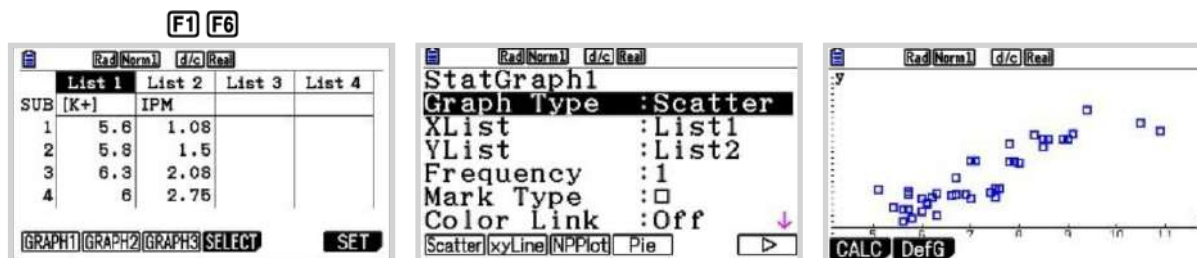 F1 F6
Rad Norm1 d/c Real
List 1 List 2 List 3 List 4
SUB [K+] IPM
1 5.6 1.08
2 5.8 1.5
3 6.3 2.08
4 6 2.75
GRAPH1 GRAPH2 GRAPH3 SELECT SET
Rad Norm1 d/c Real
StatGraph1
Graph Type :Scatter
XList :List1
YList :List2
Frequency :1
Mark Type :□
Color Link :Off ↓
Scatter xyLine NPPlot Pie ▷
Rad Norm1 d/c Real
y
5 6 7 8 9 10 11
CALC DefG